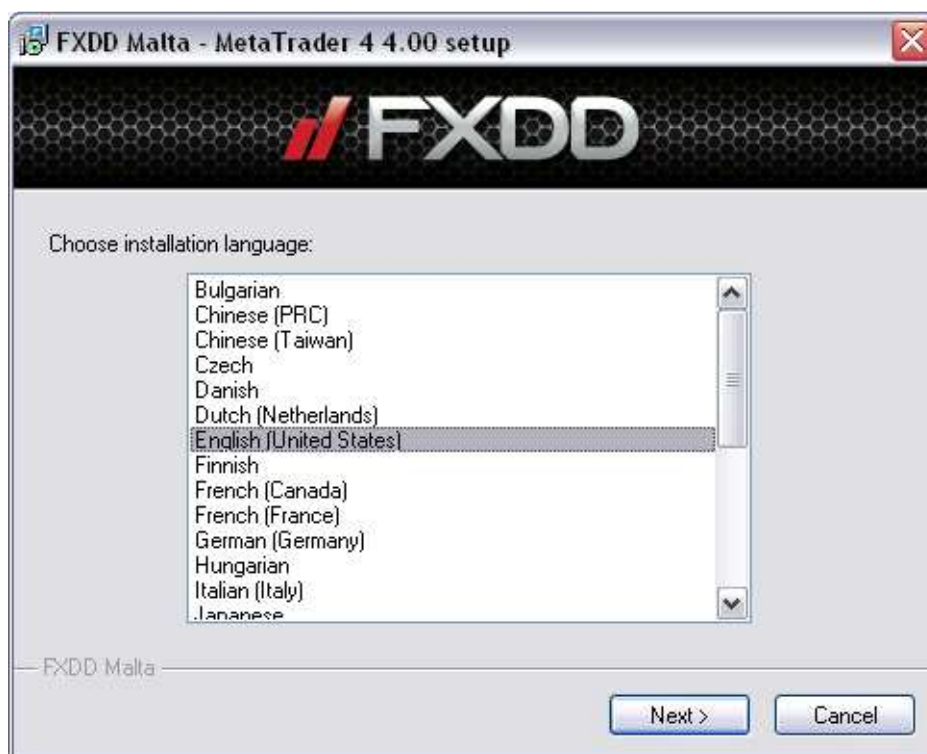 FXDD Malta - MetaTrader 4 4.00 setup
FXDD
Choose installation language:
Bulgarian
Chinese (PRC)
Chinese (Taiwan)
Czech
Danish
Dutch (Netherlands)
English (United States)
Finnish
French (Canada)
French (France)
German (Germany)
Hungarian
Italian (Italy)
Japanese
FXDD Malta
Next >
Cancel